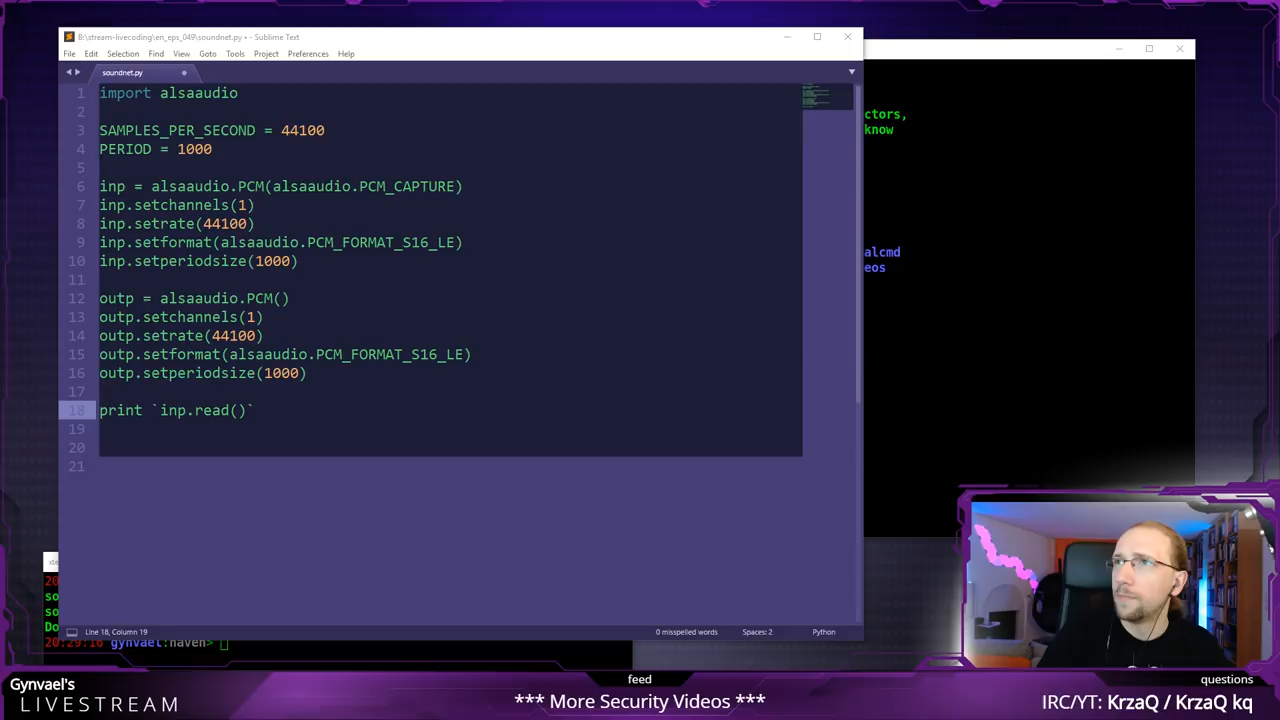 B:\stream-livecoding\en_eps_049\soundnet.py • - Sublime Text
File Edit Selection Find View Goto Tools Project Preferences Help
soundnet.py
1 import alsaaudio
2
3 SAMPLES_PER_SECOND = 44100
4 PERIOD = 1000
5
6 inp = alsaaudio.PCM(alsaaudio.PCM_CAPTURE)
7 inp.setchannels(1)
8 inp.setrate(44100)
9 inp.setformat(alsaaudio.PCM_FORMAT_S16_LE)
10 inp.setperiodsize(1000)
11
12 outp = alsaaudio.PCM()
13 outp.setchannels(1)
14 outp.setrate(44100)
15 outp.setformat(alsaaudio.PCM_FORMAT_S16_LE)
16 outp.setperiodsize(1000)
17
18 print `inp.read()`
19
20
21
Line 18, Column 19
0 misspelled words
Spaces: 2
Python
ctors,
know
alcmd
eos
20
so
so
Do
20:29:16 gynvael:haven>
Gynvael's
LIVESTREAM
feed
*** More Security Videos ***
questions
IRC/YT: KrzaQ / KrzaQ kq